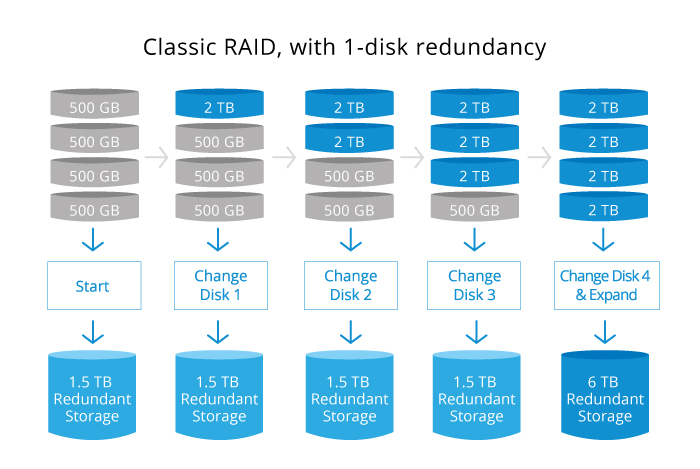 Classic RAID, with 1-disk redundancy
500 GB
500 GB
500 GB
500 GB
2 TB
500 GB
500 GB
500 GB
2 TB
2 TB
500 GB
500 GB
2 TB
2 TB
2 TB
500 GB
2 TB
2 TB
2 TB
2 TB
Start
Change
Disk 1
Change
Disk 2
Change
Disk 3
Change Disk 4
& Expand
1.5 TB
Redundant
Storage
1.5 TB
Redundant
Storage
1.5 TB
Redundant
Storage
1.5 TB
Redundant
Storage
6 TB
Redundant
Storage